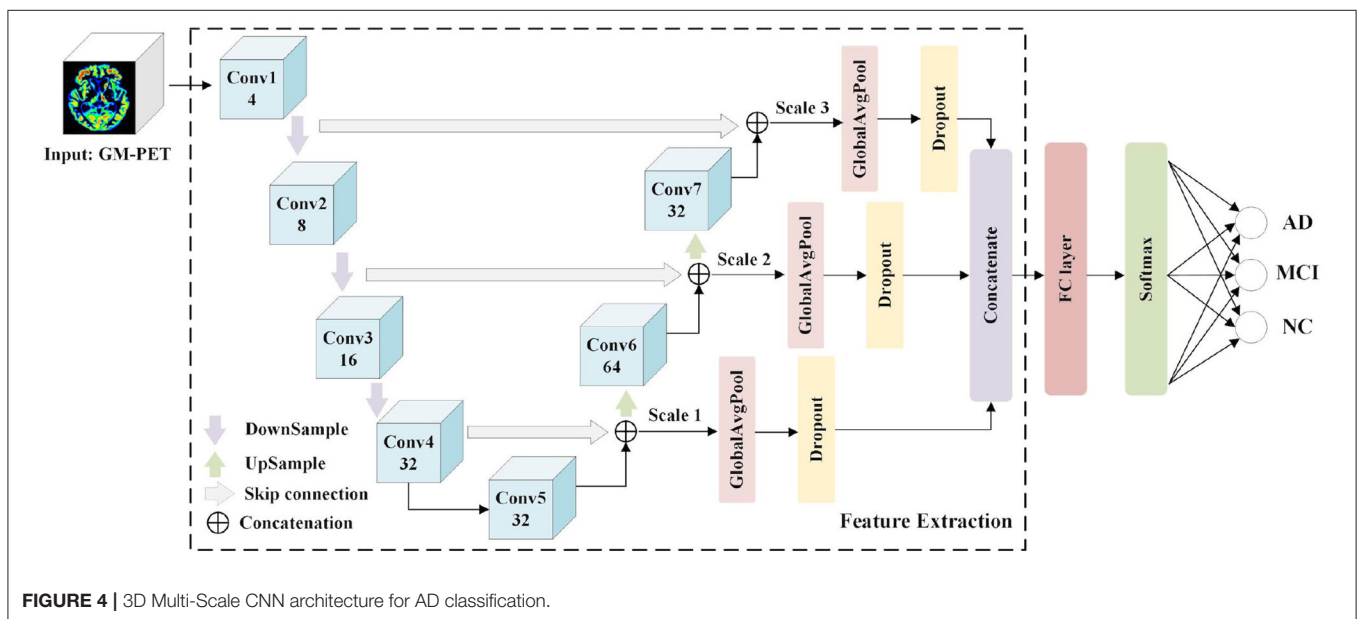 Input: GM-PET
Conv1
4
Conv2
8
Conv3
16
Conv4
32
Conv5
32
Conv6
64
Conv7
32
Scale 3
GlobalAvgPool
Dropout
Scale 2
GlobalAvgPool
Dropout
Scale 1
GlobalAvgPool
Dropout
Concatenate
FC layer
Softmax
AD
MCI
NC
DownSample
UpSample
Skip connection
Concatenation
Feature Extraction
FIGURE 4 | 3D Multi-Scale CNN architecture for AD classification.